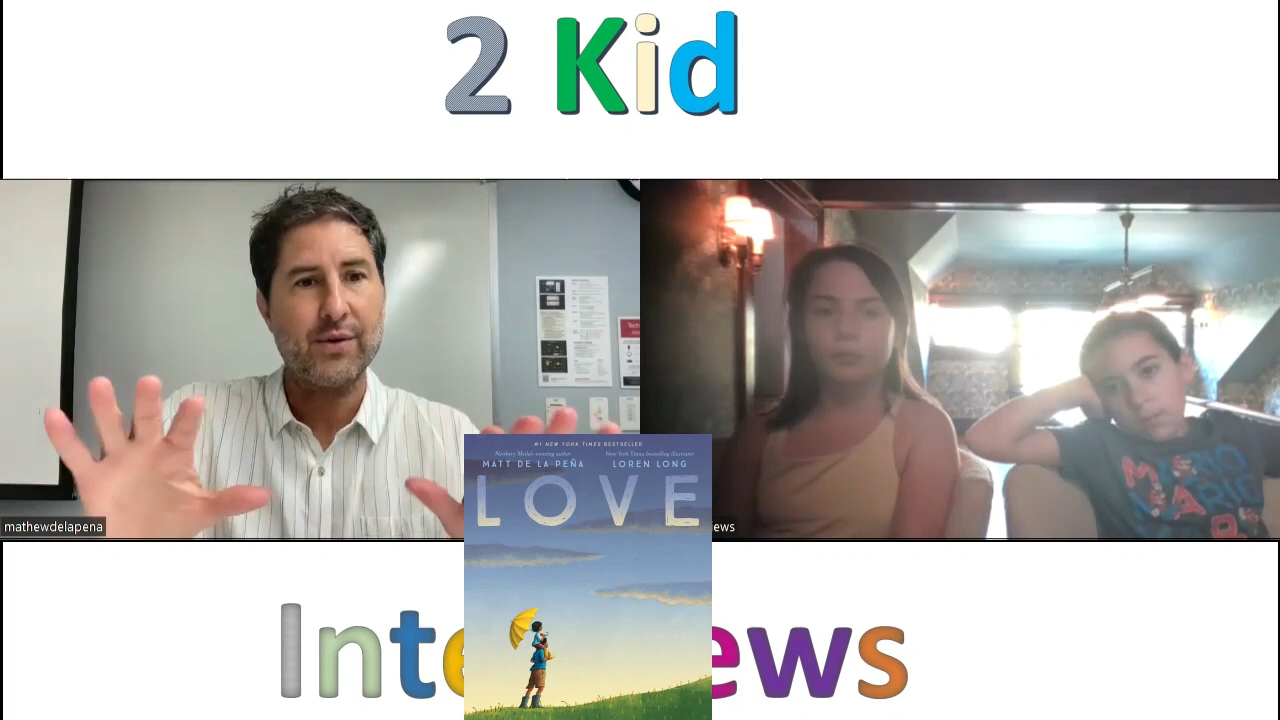 2 Kid
mathewdelapena
ews
#1 NEW YORK TIMES BESTSELLER
Newbery Medal–winning author
MATT DE LA PEÑA
New York Times bestselling illustrator
LOREN LONG
LOVE
Inte
ews
MARIO